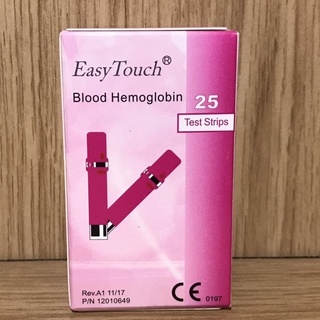 EasyTouch®
Blood Hemoglobin
25
Test Strips
Rev.A1 11/17
P/N 12010649
CE 0197